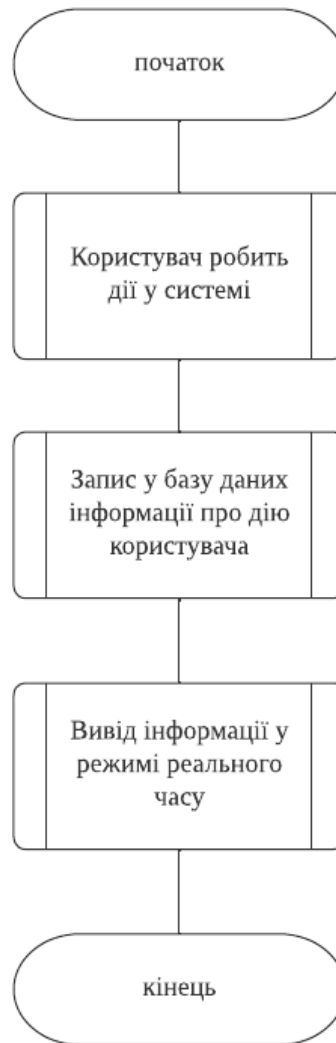 початок
Користувач робить
дії у системі
Запис у базу даних
інформації про дію
користувача
Вивід інформації у
режимі реального
часу
кінець